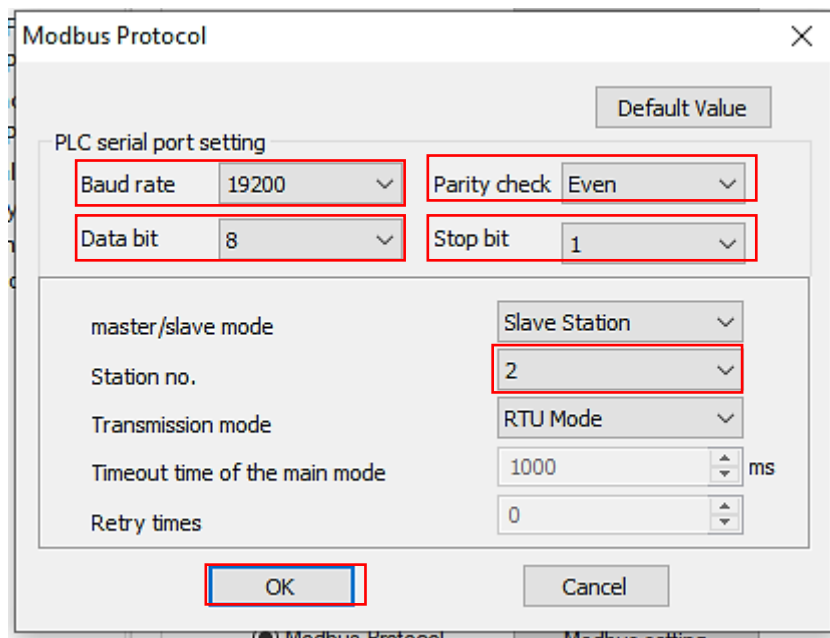 Modbus Protocol
Default Value
PLC serial port setting
Baud rate 19200 Parity check Even
Data bit 8 Stop bit 1
master/slave mode Slave Station
Station no. 2
Transmission mode RTU Mode
Timeout time of the main mode 1000 ms
Retry times 0
OK Cancel
Modbus Protocol Modbus setting